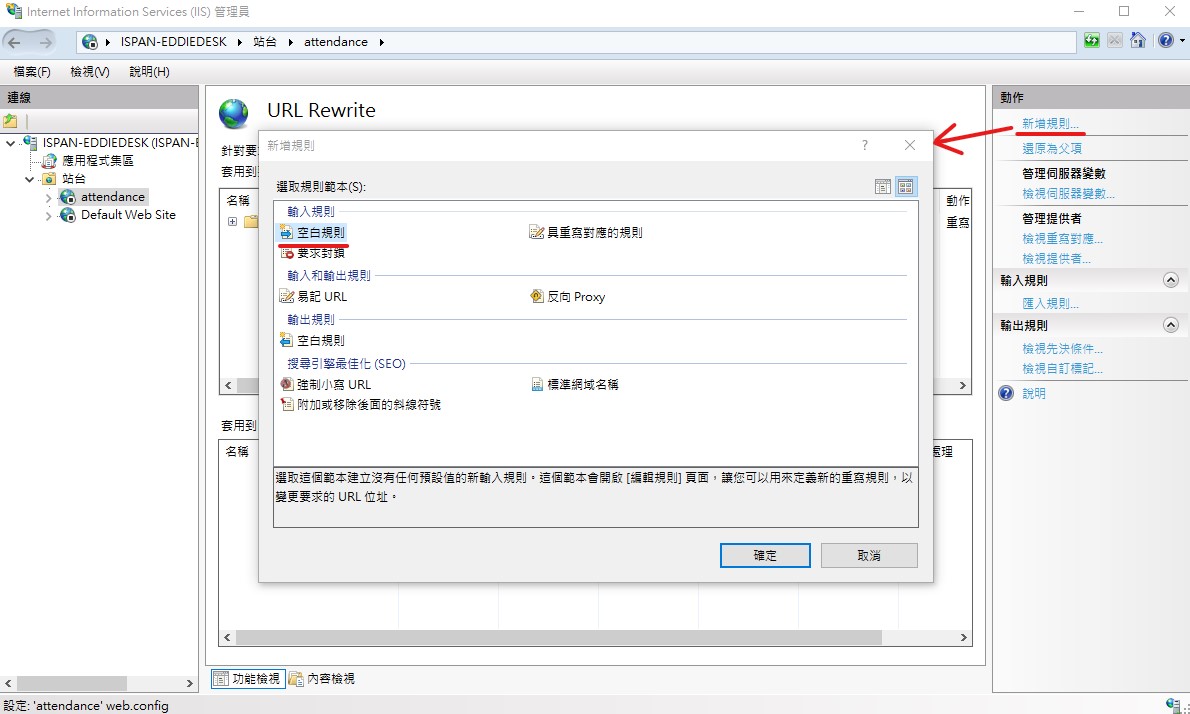 Internet Information Services (IIS) 管理員
ISPAN-EDDIEDESK 站台 attendance
檔案(F) 檢視(V) 說明(H)
連線
ISPAN-EDDIEDESK (ISPAN-E
應用程式集區
站台
attendance
Default Web Site
URL Rewrite
針對要
套用到
名稱
動作
重寫
套用到
名稱
處理
新增規則
?
選取規則範本(S):
輸入規則
空白規則
具重寫對應的規則
要求封鎖
輸入和輸出規則
易記 URL
反向 Proxy
輸出規則
空白規則
搜尋引擎最佳化 (SEO)
強制小寫 URL
標準網域名稱
附加或移除後面的斜線符號
選取這個範本建立沒有任何預設值的新輸入規則。這個範本會開啟 [編輯規則] 頁面，讓您可以用來定義新的重寫規則，以
變更要求的 URL 位址。
確定
取消
功能檢視
內容檢視
動作
新增規則...
還原為父項
管理伺服器變數
檢視伺服器變數...
管理提供者
檢視重寫對應...
檢視提供者...
輸入規則
匯入規則...
輸出規則
檢視先決條件...
檢視自訂標記...
說明
設定: 'attendance' web.config